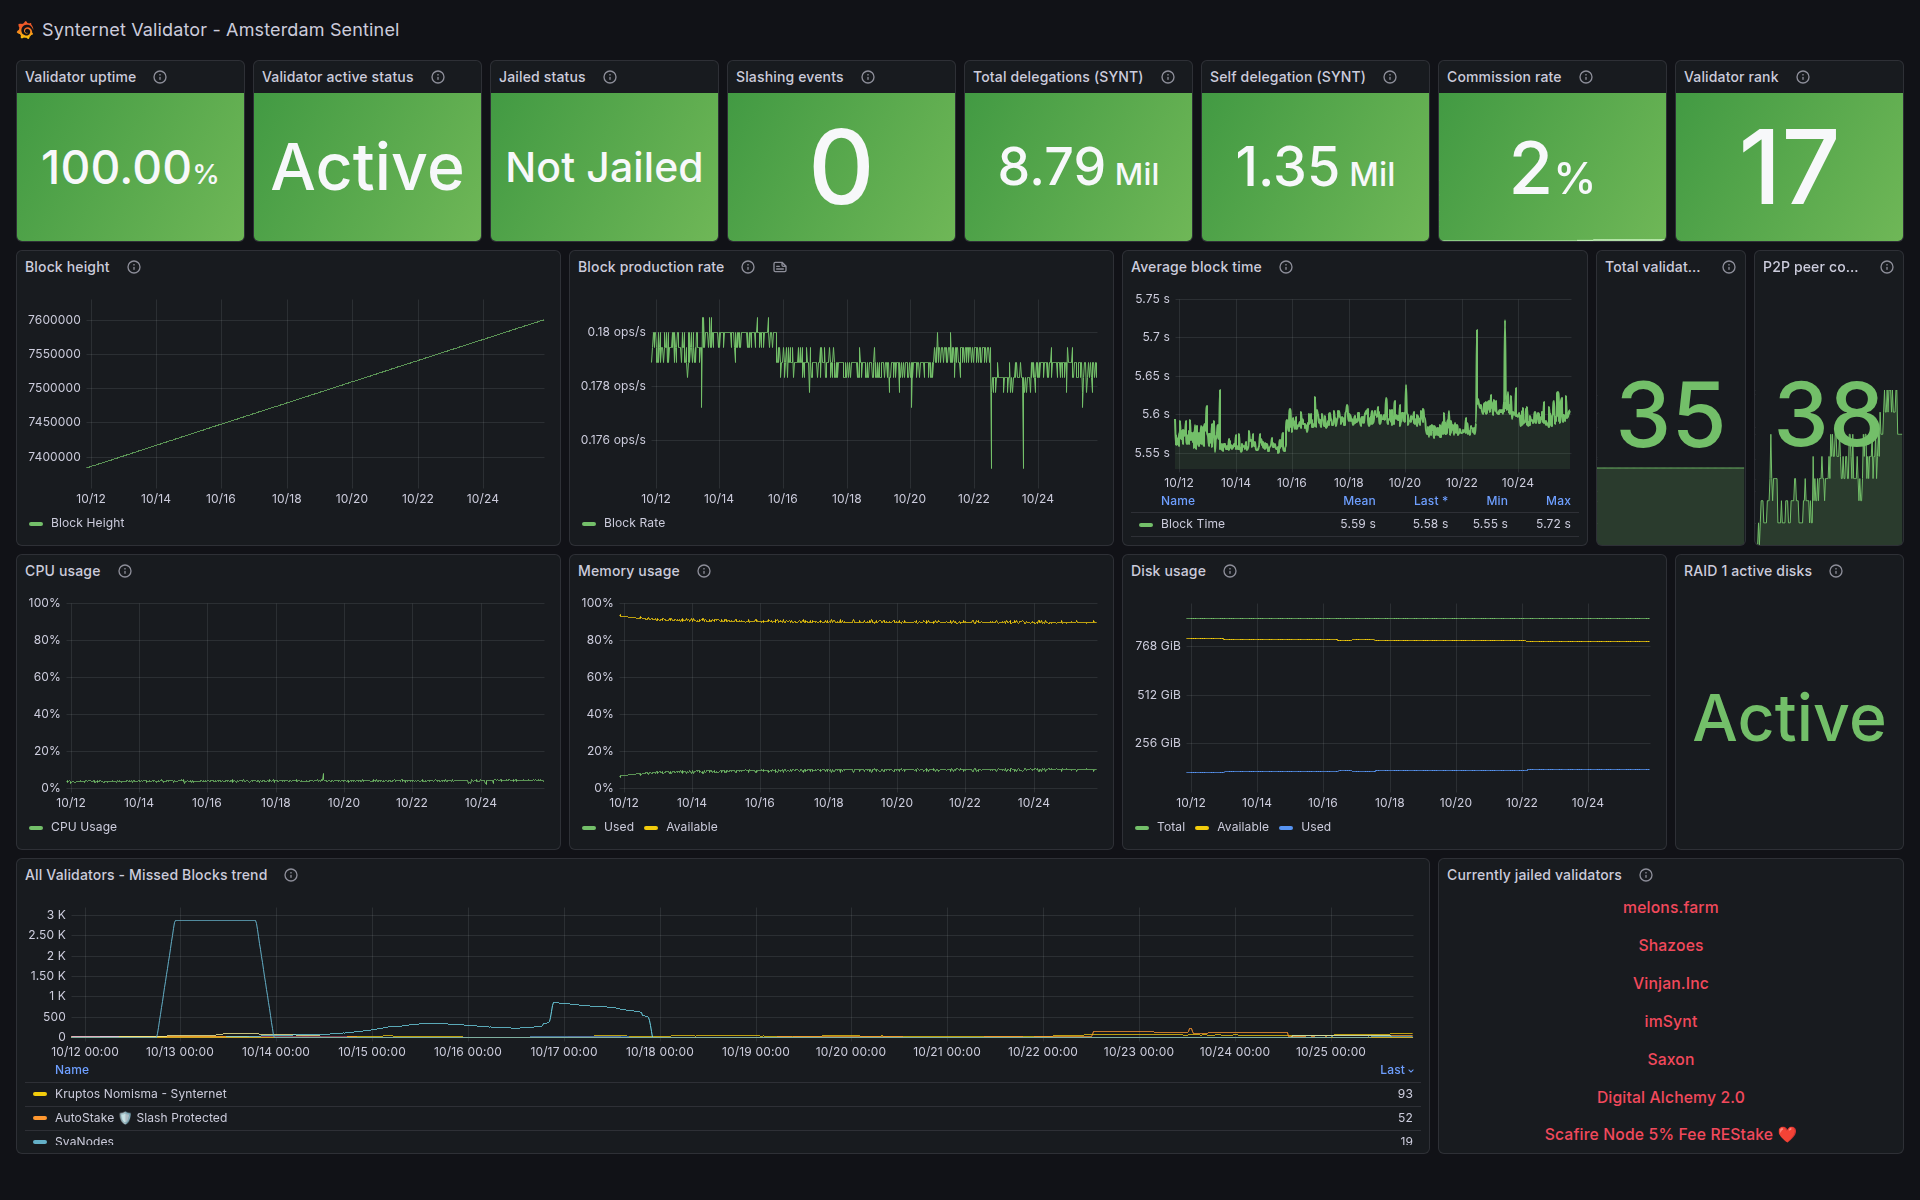 Synternet Validator - Amsterdam Sentinel
Validator uptime
100.00%
Validator active status
Active
Jailed status
Not Jailed
Slashing events
0
Total delegations (SYNT)
8.79 Mil
Self delegation (SYNT)
1.35 Mil
Commission rate
2%
Validator rank
17
Block height
7600000
7550000
7500000
7450000
7400000
10/12 10/14 10/16 10/18 10/20 10/22 10/24
Block Height
Block production rate
0.18 ops/s
0.178 ops/s
0.176 ops/s
10/12 10/14 10/16 10/18 10/20 10/22 10/24
Block Rate
Average block time
5.75 s
5.7 s
5.65 s
5.6 s
5.55 s
10/12 10/14 10/16 10/18 10/20 10/22 10/24
Name Mean Last * Min Max
Block Time 5.59 s 5.58 s 5.55 s 5.72 s
Total validat...
35
P2P peer co...
38
CPU usage
100%
80%
60%
40%
20%
0%
10/12 10/14 10/16 10/18 10/20 10/22 10/24
CPU Usage
Memory usage
100%
80%
60%
40%
20%
0%
10/12 10/14 10/16 10/18 10/20 10/22 10/24
Used Available
Disk usage
768 GiB
512 GiB
256 GiB
10/12 10/14 10/16 10/18 10/20 10/22 10/24
Total Available Used
RAID 1 active disks
Active
All Validators - Missed Blocks trend
3 K
2.50 K
2 K
1.50 K
1 K
500
0
10/12 00:00 10/13 00:00 10/14 00:00 10/15 00:00 10/16 00:00 10/17 00:00 10/18 00:00 10/19 00:00 10/20 00:00 10/21 00:00 10/22 00:00 10/23 00:00 10/24 00:00 10/25 00:00
Name Last
Kruptos Nomisma - Synternet 93
AutoStake 🛡️ Slash Protected 52
SvaNodes 19
Currently jailed validators
melons.farm
Shazoes
Vinjan.Inc
imSynt
Saxon
Digital Alchemy 2.0
Scafire Node 5% Fee REStake ❤️